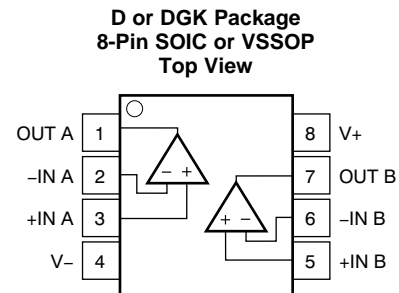 D or DGK Package
8-Pin SOIC or VSSOP
Top View
OUT A 1 8 V+
–IN A 2 – + 7 OUT B
+IN A 3 + – 6 –IN B
V– 4 5 +IN B